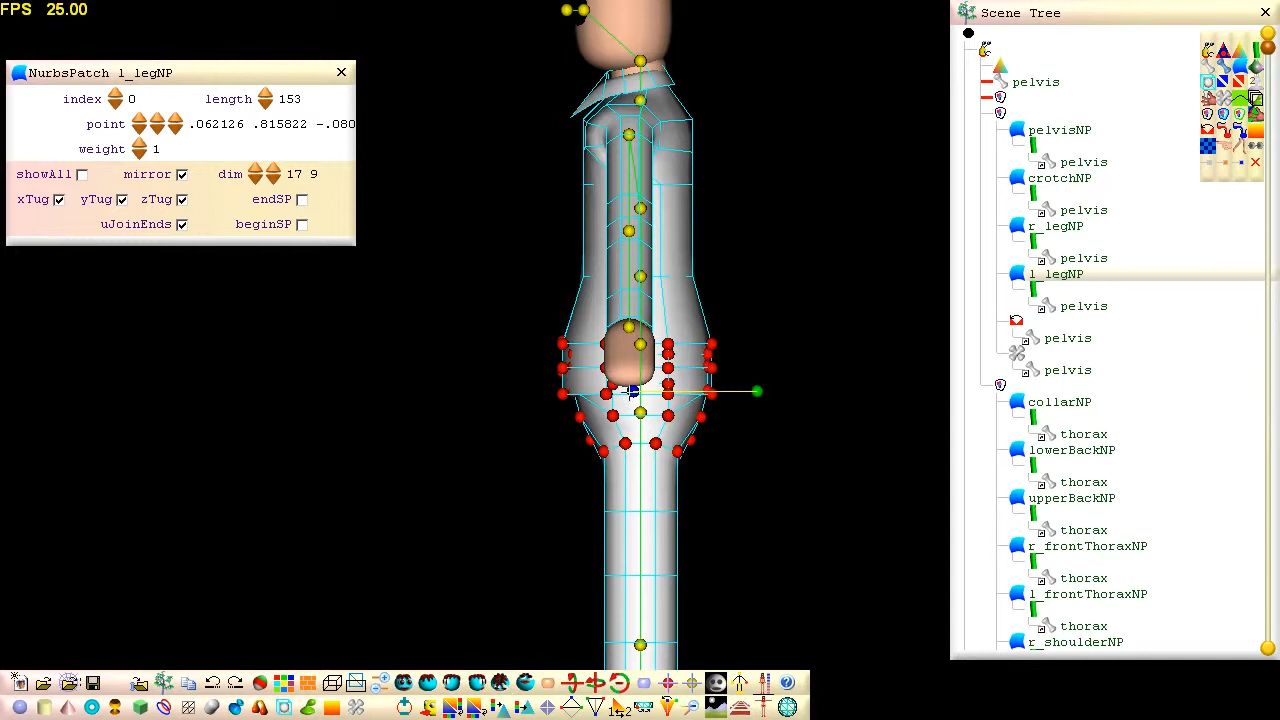 FPS 25.00
NurbsPatch l_legNP
index 0 length 153
point .062126 .815822 -.080
weight 1
showAll mirror dim 17 9
xTug yTug zTug endSP
uJoinEnds beginSP
Scene Tree
pelvis
pelvisNP
pelvis
crotchNP
pelvis
r_legNP
pelvis
l_legNP
pelvis
pelvis
pelvis
collarNP
thorax
lowerBackNP
thorax
upperBackNP
thorax
r_frontThoraxNP
thorax
l_frontThoraxNP
thorax
r_shoulderNP